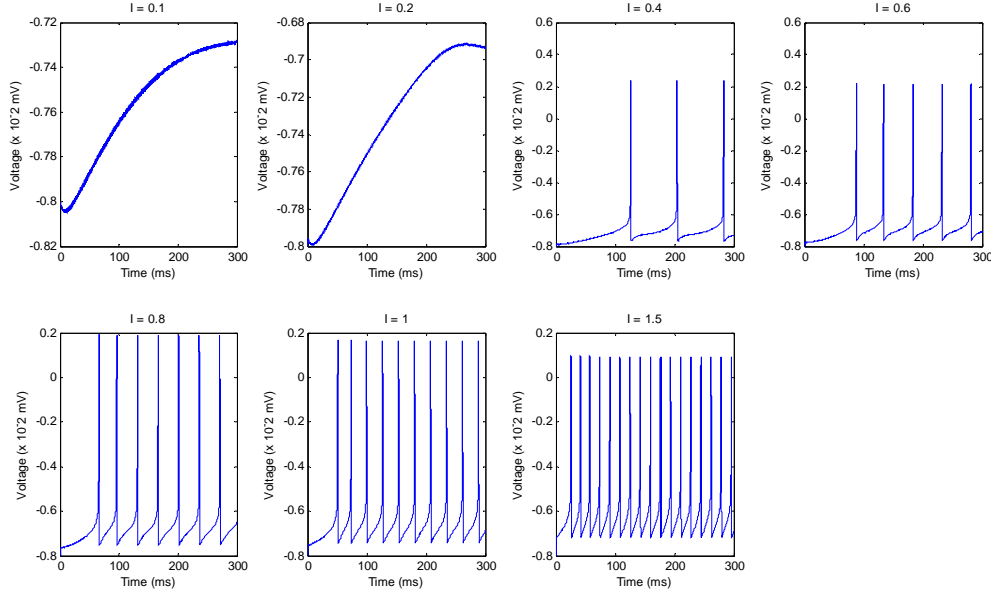 I = 0.1
-0.72
-0.74
-0.76
-0.78
-0.8
-0.82
Voltage (x 10^2 mV)
0 100 200 300
Time (ms)
I = 0.2
-0.68
-0.7
-0.72
-0.74
-0.76
-0.78
-0.8
Voltage (x 10^2 mV)
0 100 200 300
Time (ms)
I = 0.4
0.6
0.4
0.2
0
-0.2
-0.4
-0.6
-0.8
Voltage (x 10^2 mV)
0 100 200 300
Time (ms)
I = 0.6
0.6
0.4
0.2
0
-0.2
-0.4
-0.6
-0.8
Voltage (x 10^2 mV)
0 100 200 300
Time (ms)
I = 0.8
0.2
0
-0.2
-0.4
-0.6
-0.8
Voltage (x 10^2 mV)
0 100 200 300
Time (ms)
I = 1
0.2
0
-0.2
-0.4
-0.6
-0.8
Voltage (x 10^2 mV)
0 100 200 300
Time (ms)
I = 1.5
0.2
0
-0.2
-0.4
-0.6
-0.8
Voltage (x 10^2 mV)
0 100 200 300
Time (ms)